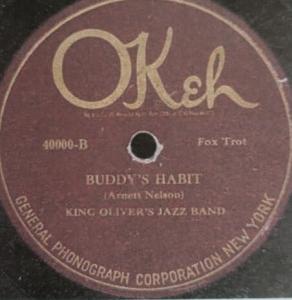 OKeh
40000-B
Fox Trot
BUDDY'S HABIT
(Arnett Nelson)
KING OLIVER'S JAZZ BAND
GENERAL PHONOGRAPH CORPORATION NEW YORK